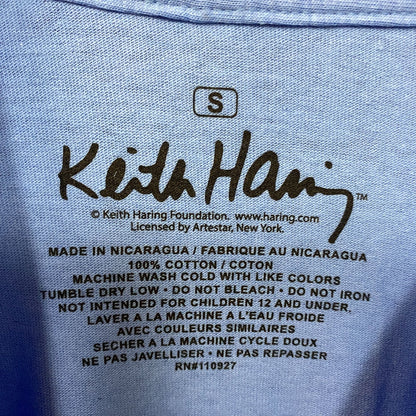 S
Keith Haring™
© Keith Haring Foundation. www.haring.com
Licensed by Artestar, New York.
MADE IN NICARAGUA / FABRIQUE AU NICARAGUA
100% COTTON / COTON
MACHINE WASH COLD WITH LIKE COLORS
TUMBLE DRY LOW • DO NOT BLEACH • DO NOT IRON
NOT INTENDED FOR CHILDREN 12 AND UNDER.
LAVER A LA MACHINE A L'EAU FROIDE
AVEC COULEURS SIMILAIRES
SECHER A LA MACHINE CYCLE DOUX
NE PAS JAVELLISER • NE PAS REPASSER
RN#110927